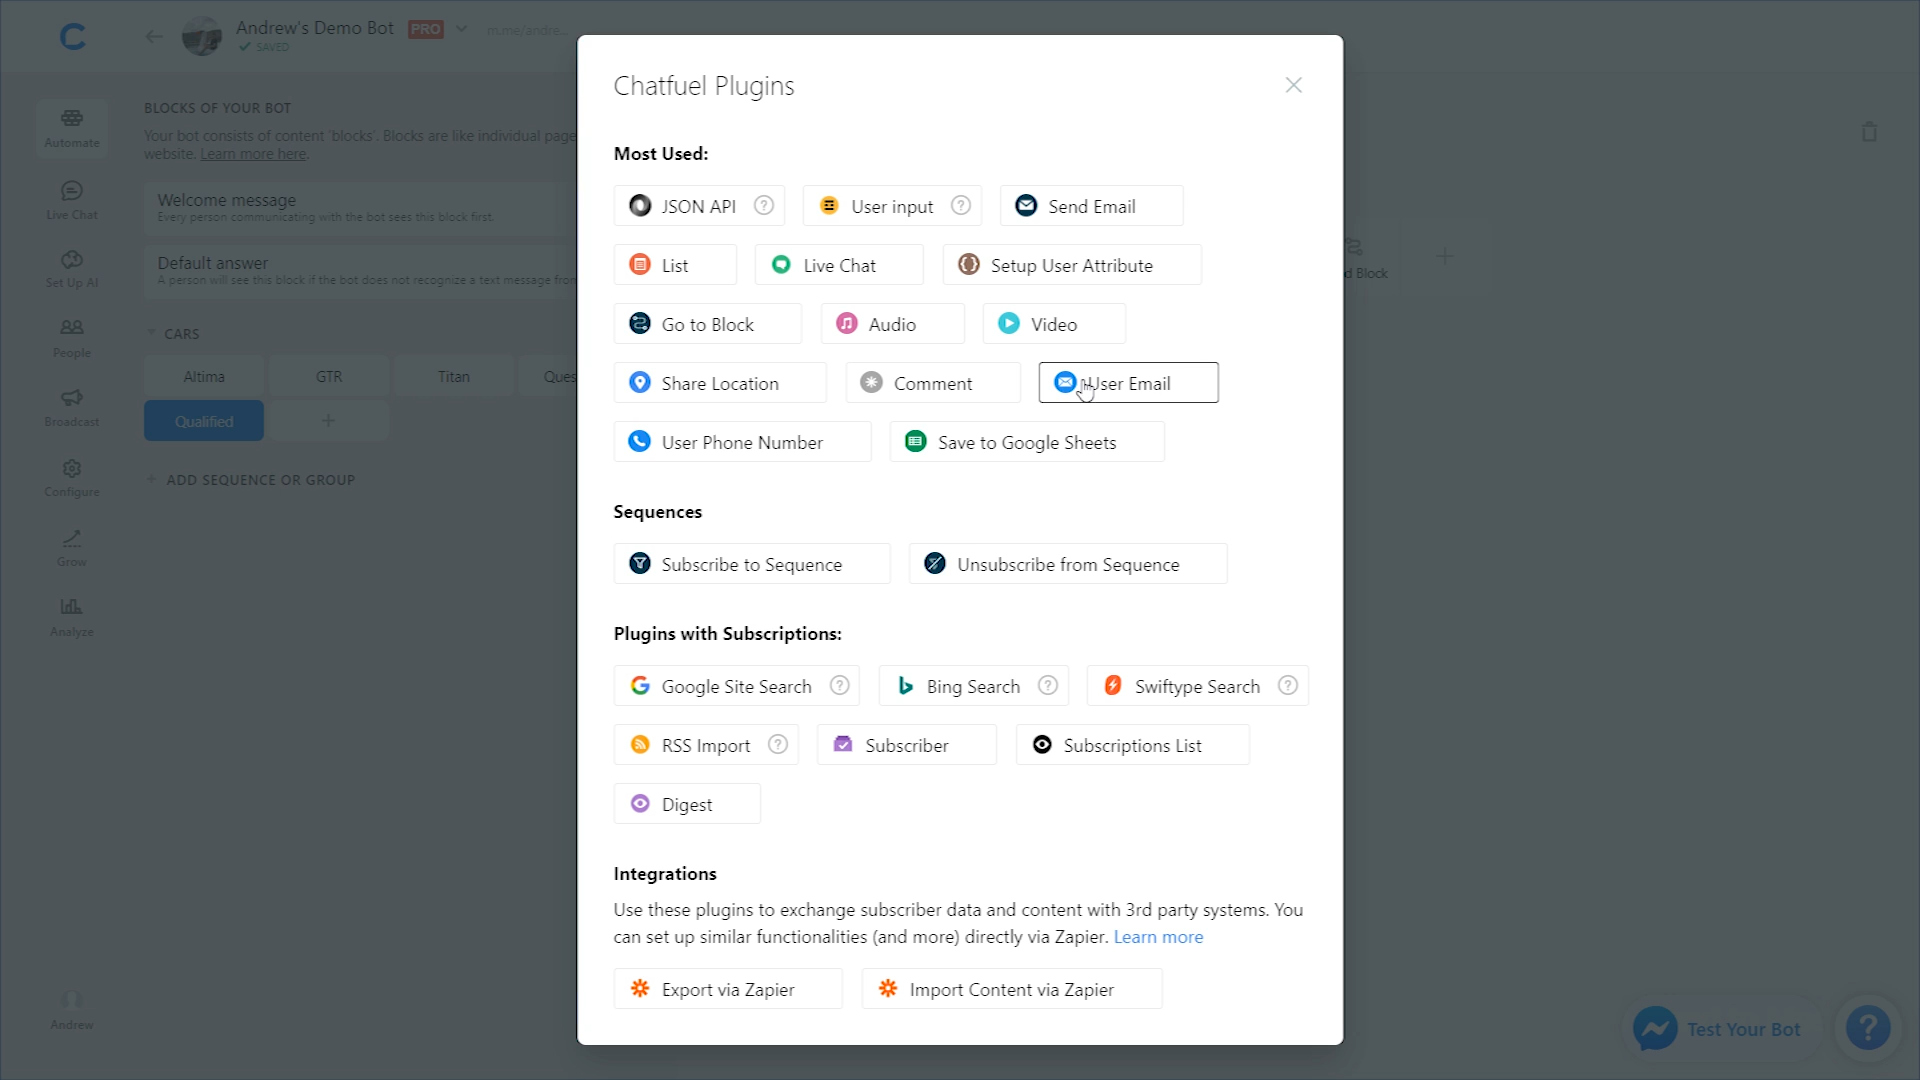 Andrew's Demo Bot PRO
SAVED
m.me/andre...
Automate
Live Chat
Set Up AI
People
Broadcast
Configure
Grow
Analyze
Andrew
BLOCKS OF YOUR BOT
Your bot consists of content 'blocks'. Blocks are like individual page
website. Learn more here.
Welcome message
Every person communicating with the bot sees this block first.
Default answer
A person will see this block if the bot does not recognize a text message from
CARS
Altima
GTR
Titan
Ques
Qualified
+
+ ADD SEQUENCE OR GROUP
Chatfuel Plugins
Most Used:
JSON API ?
User input ?
Send Email
List
Live Chat
Setup User Attribute
Go to Block
Audio
Video
Share Location
Comment
User Email
User Phone Number
Save to Google Sheets
Sequences
Subscribe to Sequence
Unsubscribe from Sequence
Plugins with Subscriptions:
Google Site Search ?
Bing Search ?
Swiftype Search ?
RSS Import ?
Subscriber
Subscriptions List
Digest
Integrations
Use these plugins to exchange subscriber data and content with 3rd party systems. You
can set up similar functionalities (and more) directly via Zapier. Learn more
Export via Zapier
Import Content via Zapier
d Block
+
Test Your Bot
?